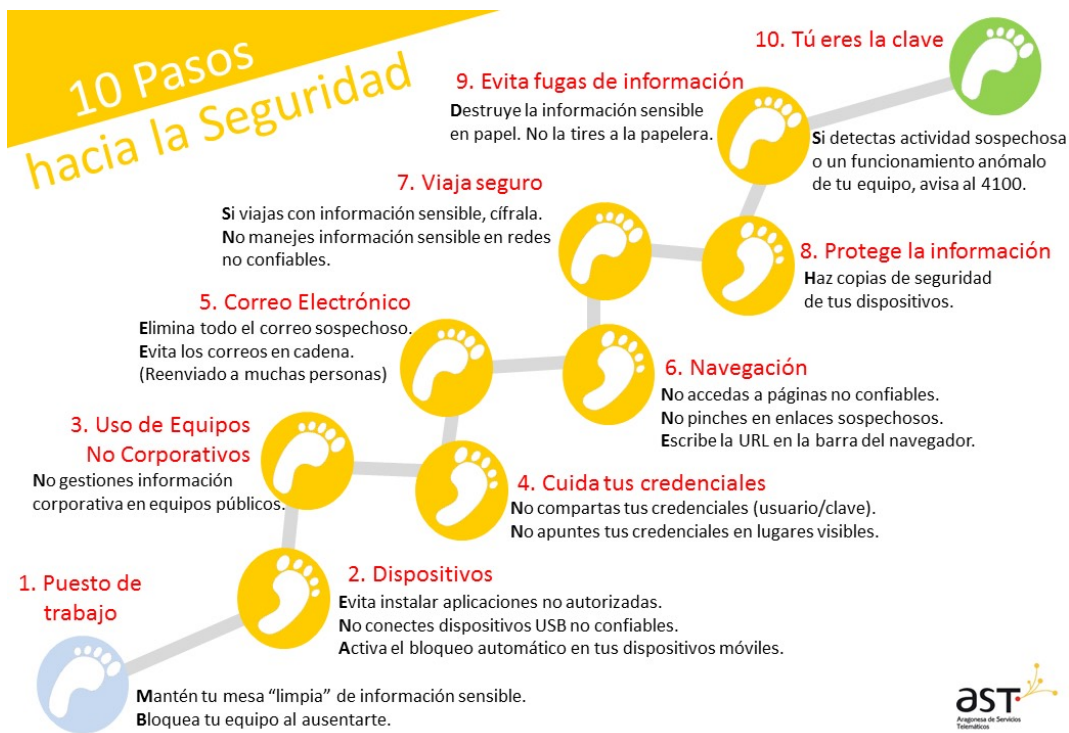 10 Pasos
hacia la Seguridad
1. Puesto de
trabajo
Mantén tu mesa “limpia” de información sensible.
Bloquea tu equipo al ausentarte.
2. Dispositivos
Evita instalar aplicaciones no autorizadas.
No conectes dispositivos USB no confiables.
Activa el bloqueo automático en tus dispositivos móviles.
3. Uso de Equipos
No Corporativos
No gestiones información
corporativa en equipos públicos.
4. Cuida tus credenciales
No compartas tus credenciales (usuario/clave).
No apuntes tus credenciales en lugares visibles.
5. Correo Electrónico
Elimina todo el correo sospechoso.
Evita los correos en cadena.
(Reenviado a muchas personas)
6. Navegación
No accedas a páginas no confiables.
No pinches en enlaces sospechosos.
Escribe la URL en la barra del navegador.
7. Viaja seguro
Si viajas con información sensible, cífrala.
No manejes información sensible en redes
no confiables.
8. Protege la información
Haz copias de seguridad
de tus dispositivos.
9. Evita fugas de información
Destruye la información sensible
en papel. No la tires a la papelera.
10. Tú eres la clave
Si detectas actividad sospechosa
o un funcionamiento anómalo
de tu equipo, avisa al 4100.
aST
Aragonesa de Servicios
Telemáticos